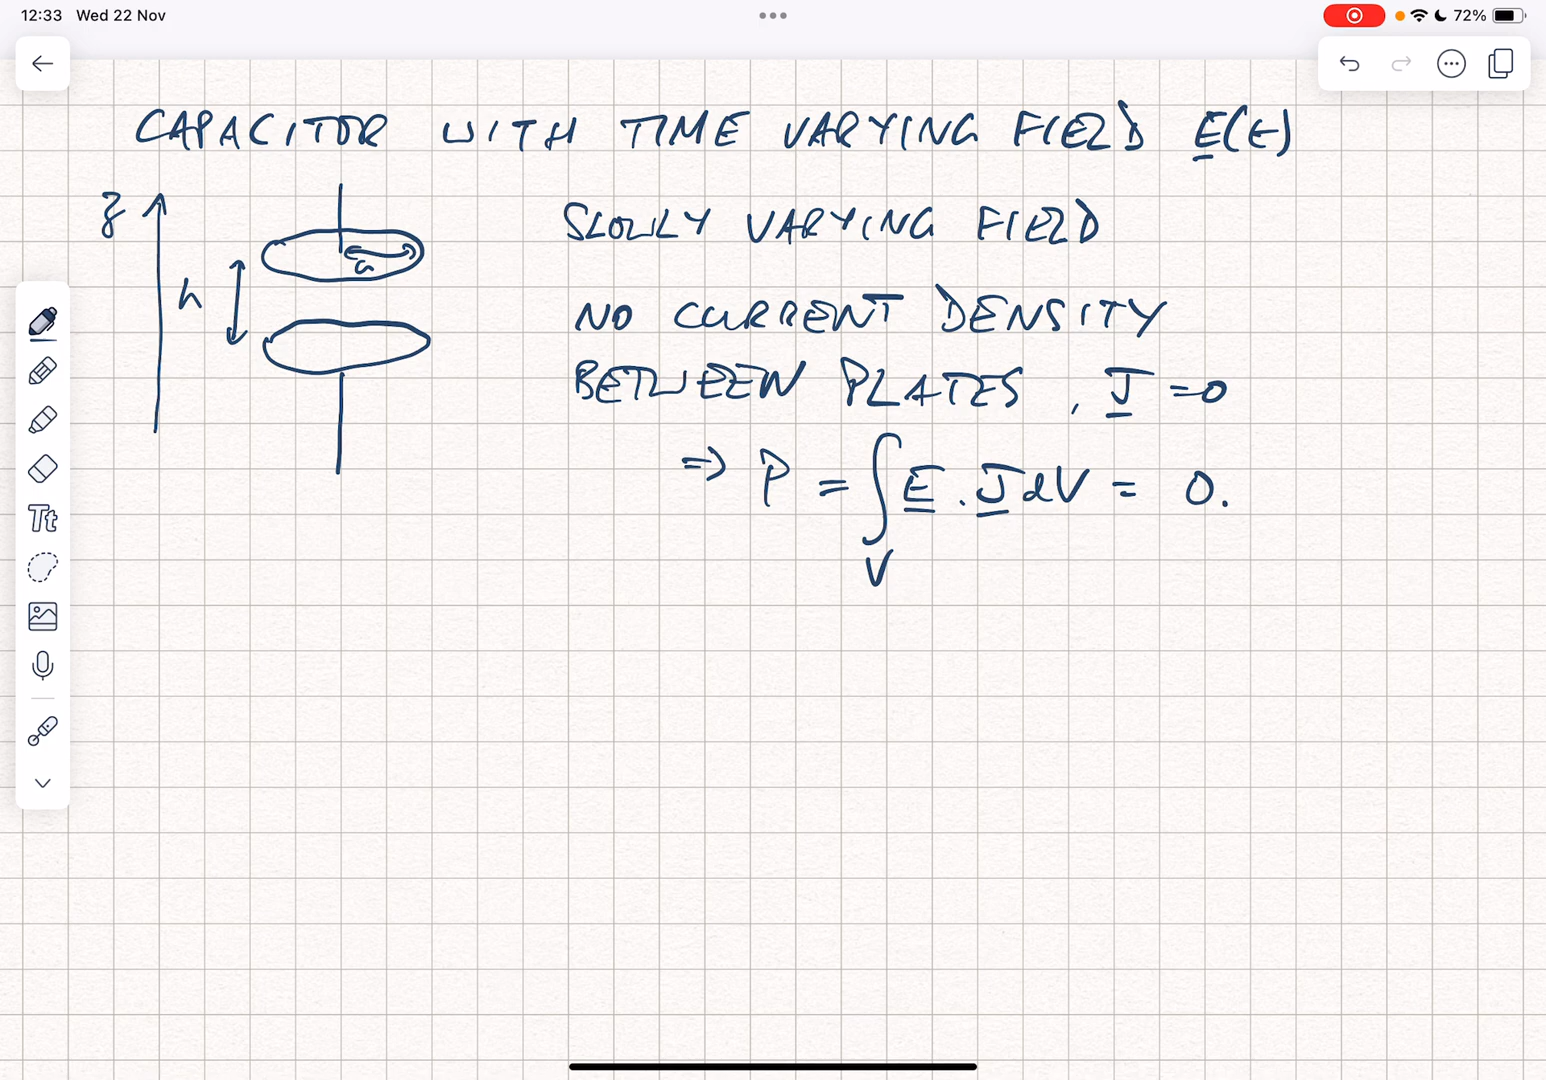 12:33 Wed 22 Nov
72%
CAPACITOR WITH TIME VARYING FIELD E(t)
z
a
h
SLOWLY VARYING FIELD
NO CURRENT DENSITY
BETWEEN PLATES, J = 0
⇒ P = ∫ E . J dV = 0.
V
Tt